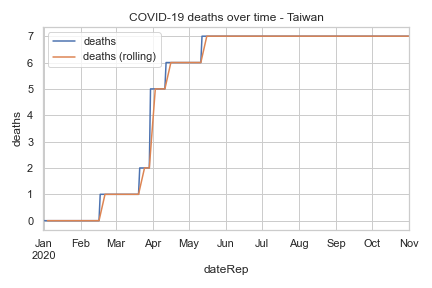 COVID-19 deaths over time - Taiwan
deaths
deaths (rolling)
7
6
5
4
3
2
1
0
deaths
Jan Feb Mar Apr May Jun Jul Aug Sep Oct Nov
2020
dateRep